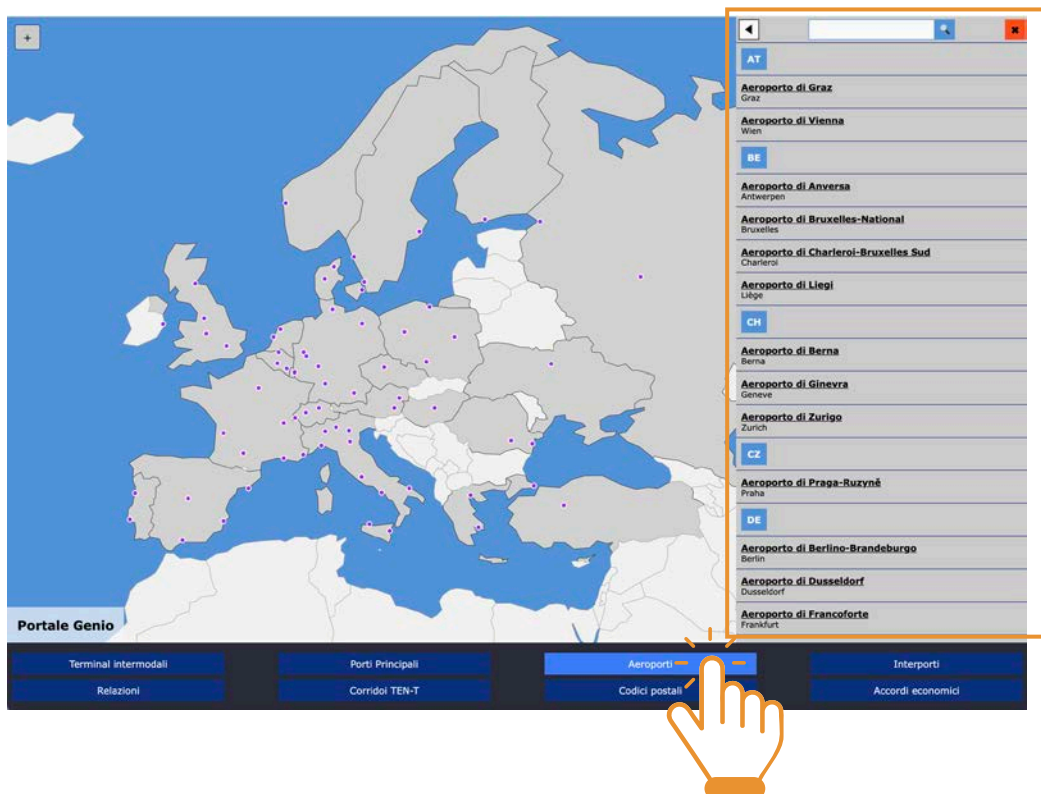 +
AT
Aeroporto di Graz
Graz
Aeroporto di Vienna
Wien
BE
Aeroporto di Anversa
Antwerpen
Aeroporto di Bruxelles-National
Bruxelles
Aeroporto di Charleroi-Bruxelles Sud
Charleroi
Aeroporto di Liegi
Liège
CH
Aeroporto di Berna
Berna
Aeroporto di Ginevra
Geneve
Aeroporto di Zurigo
Zurich
CZ
Aeroporto di Praga-Ruzyně
Praha
DE
Aeroporto di Berlino-Brandeburgo
Berlin
Aeroporto di Dusseldorf
Dusseldorf
Aeroporto di Francoforte
Frankfurt
Portale Genio
Terminal intermodali
Porti Principali
Aeroporti
Interporti
Relazioni
Corridoi TEN-T
Codici postali
Accordi economici